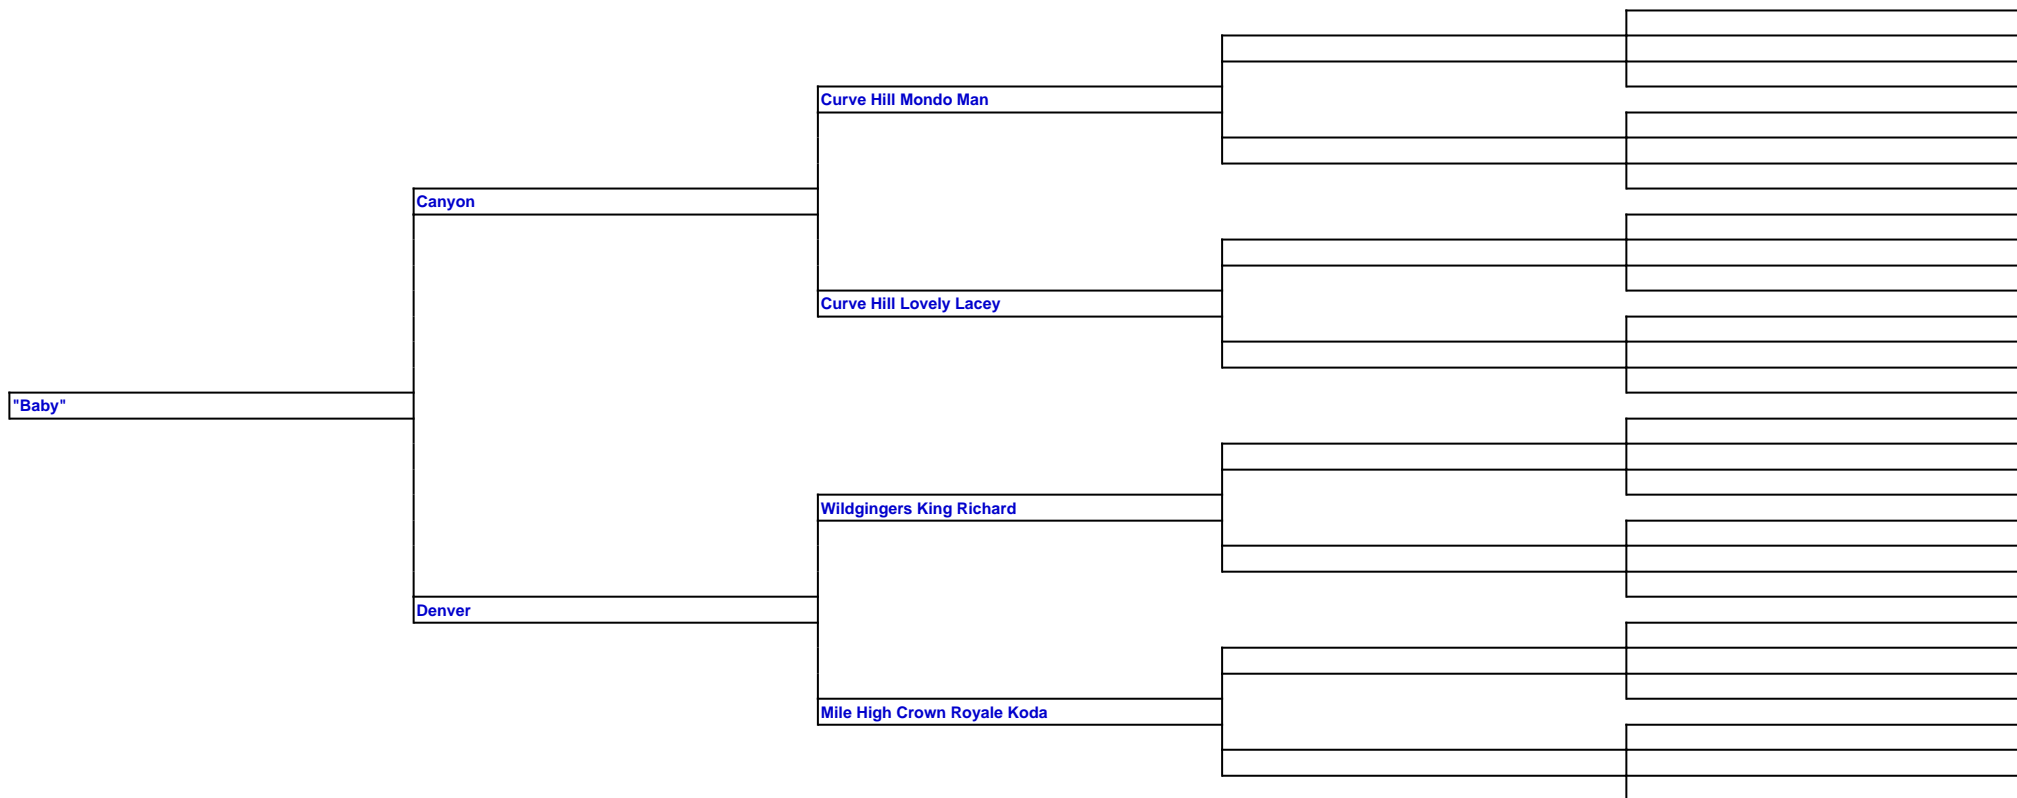 Curve Hill Mondo Man
Canyon
Curve Hill Lovely Lacey
"Baby"
Wildgingers King Richard
Denver
Mile High Crown Royale Koda